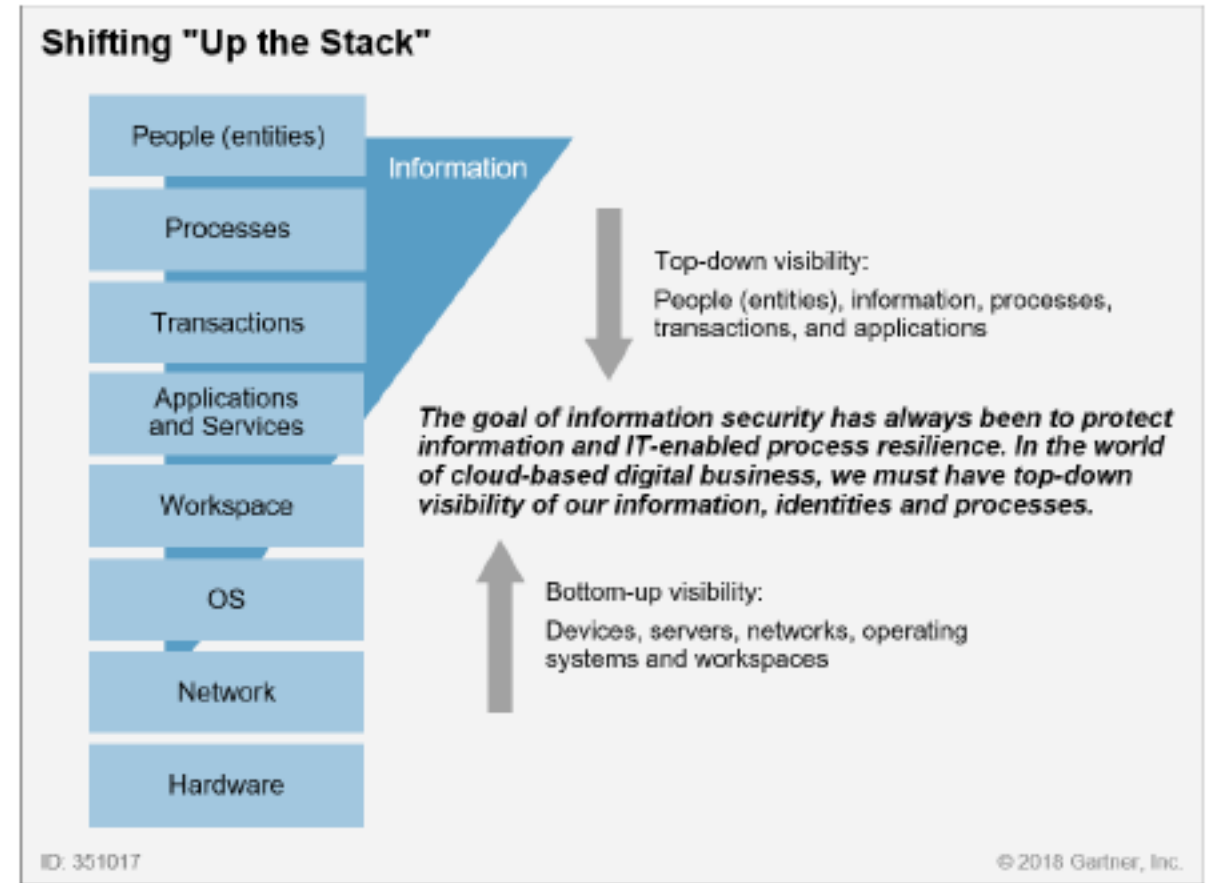 Shifting "Up the Stack"
People (entities)
Information
Processes
Transactions
Applications
and Services
Workspace
OS
Network
Hardware
Top-down visibility:
People (entities), information, processes,
transactions, and applications
The goal of information security has always been to protect
information and IT-enabled process resilience. In the world
of cloud-based digital business, we must have top-down
visibility of our information, identities and processes.
Bottom-up visibility:
Devices, servers, networks, operating
systems and workspaces
ID: 351017
© 2018 Gartner, Inc.